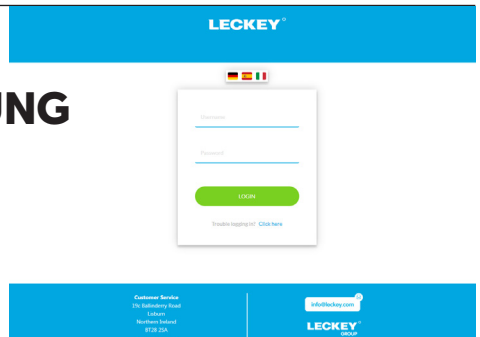 LECKEY
UNG
Username
Password
LOGIN
Trouble logging in? Click here
Customer Service
19c Ballinderry Road
Lisburn
Northern Ireland
BT28 2SA
info@leckey.com
LECKEY
GROUP